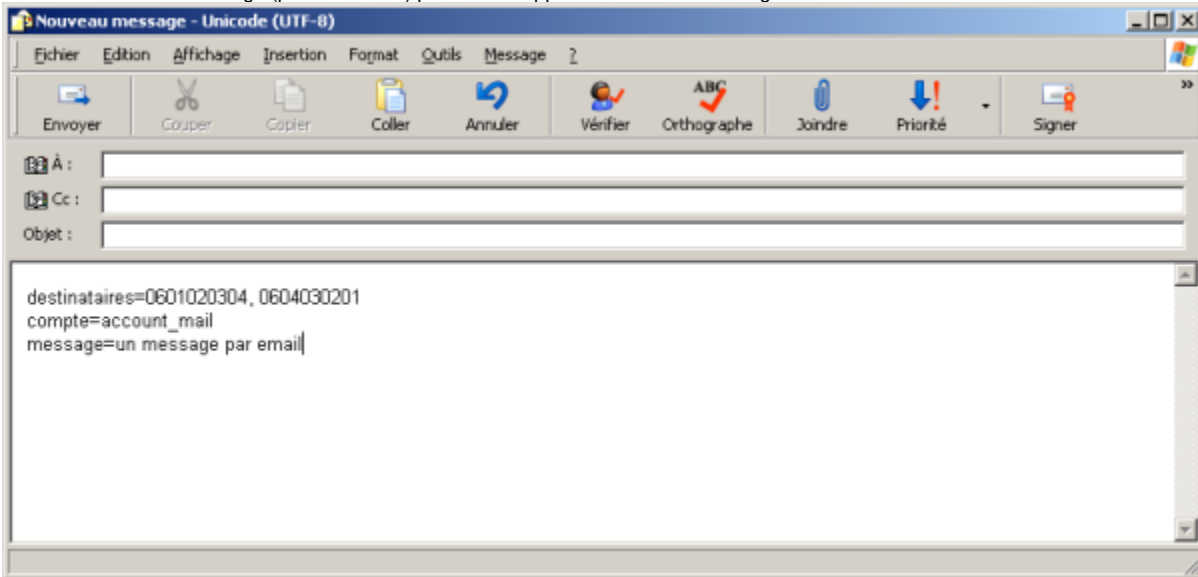 Nouveau message - Unicode (UTF-8)
Fichier Edition Affichage Insertion Format Outils Message ?
Envoyer Couper Copier Coller Annuler Vérifier Orthographe Joindre Priorité Signer
À :
Cc :
Objet :
destinataires=0601020304, 0604030201
compte=account_mail
message=un message par email